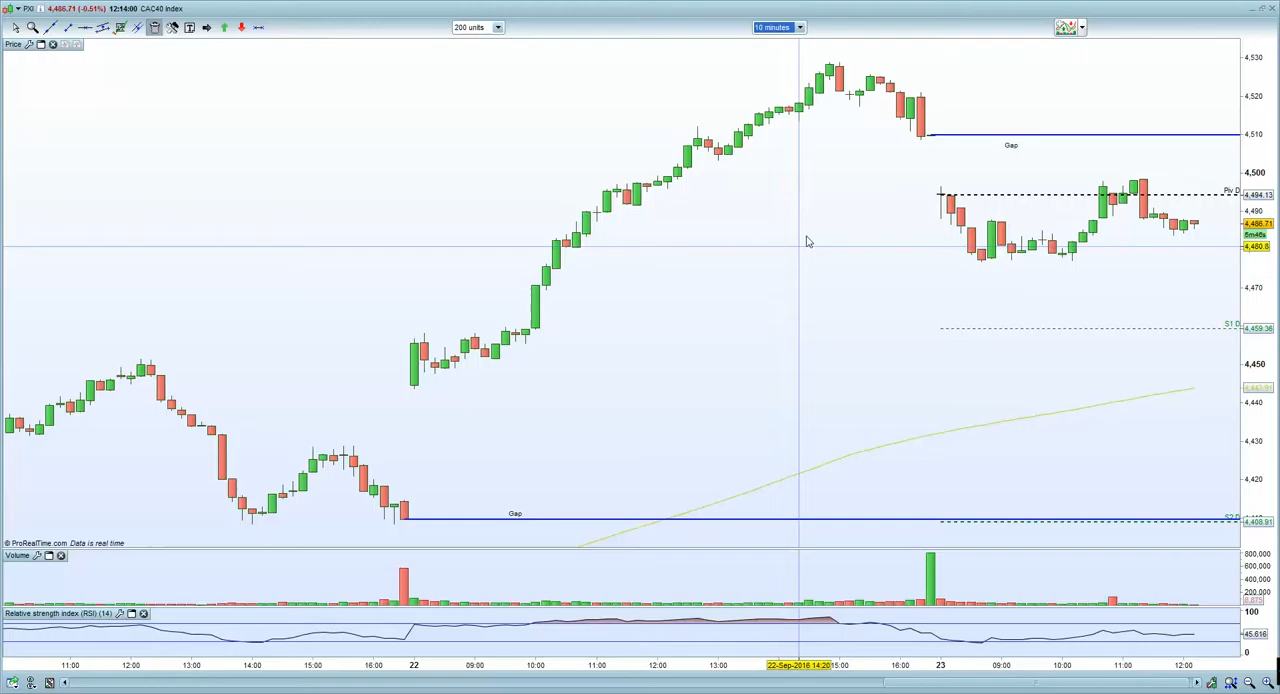 PXI 4,486.71 (-0.51%) 12:14:00 CAC40 index
200 units
10 minutes
Price
4,530
4,520
4,510
Gap
4,500
Piv D
4,494.13
4,490
4,486.71
5m46s
4,480.8
4,470
S1 D
4,459.36
4,450
4,443.91
4,440
4,430
4,420
Gap
S2 D
4,408.91
© ProRealTime.com Data is real time
Volume
800,000
600,000
400,000
200,000
Relative strength index (RSI) (14)
100
45.616
0
11:00 12:00 13:00 14:00 15:00 16:00 22 09:00 10:00 11:00 12:00 13:00 22-Sep-2016 14:20 15:00 16:00 23 09:00 10:00 11:00 12:00